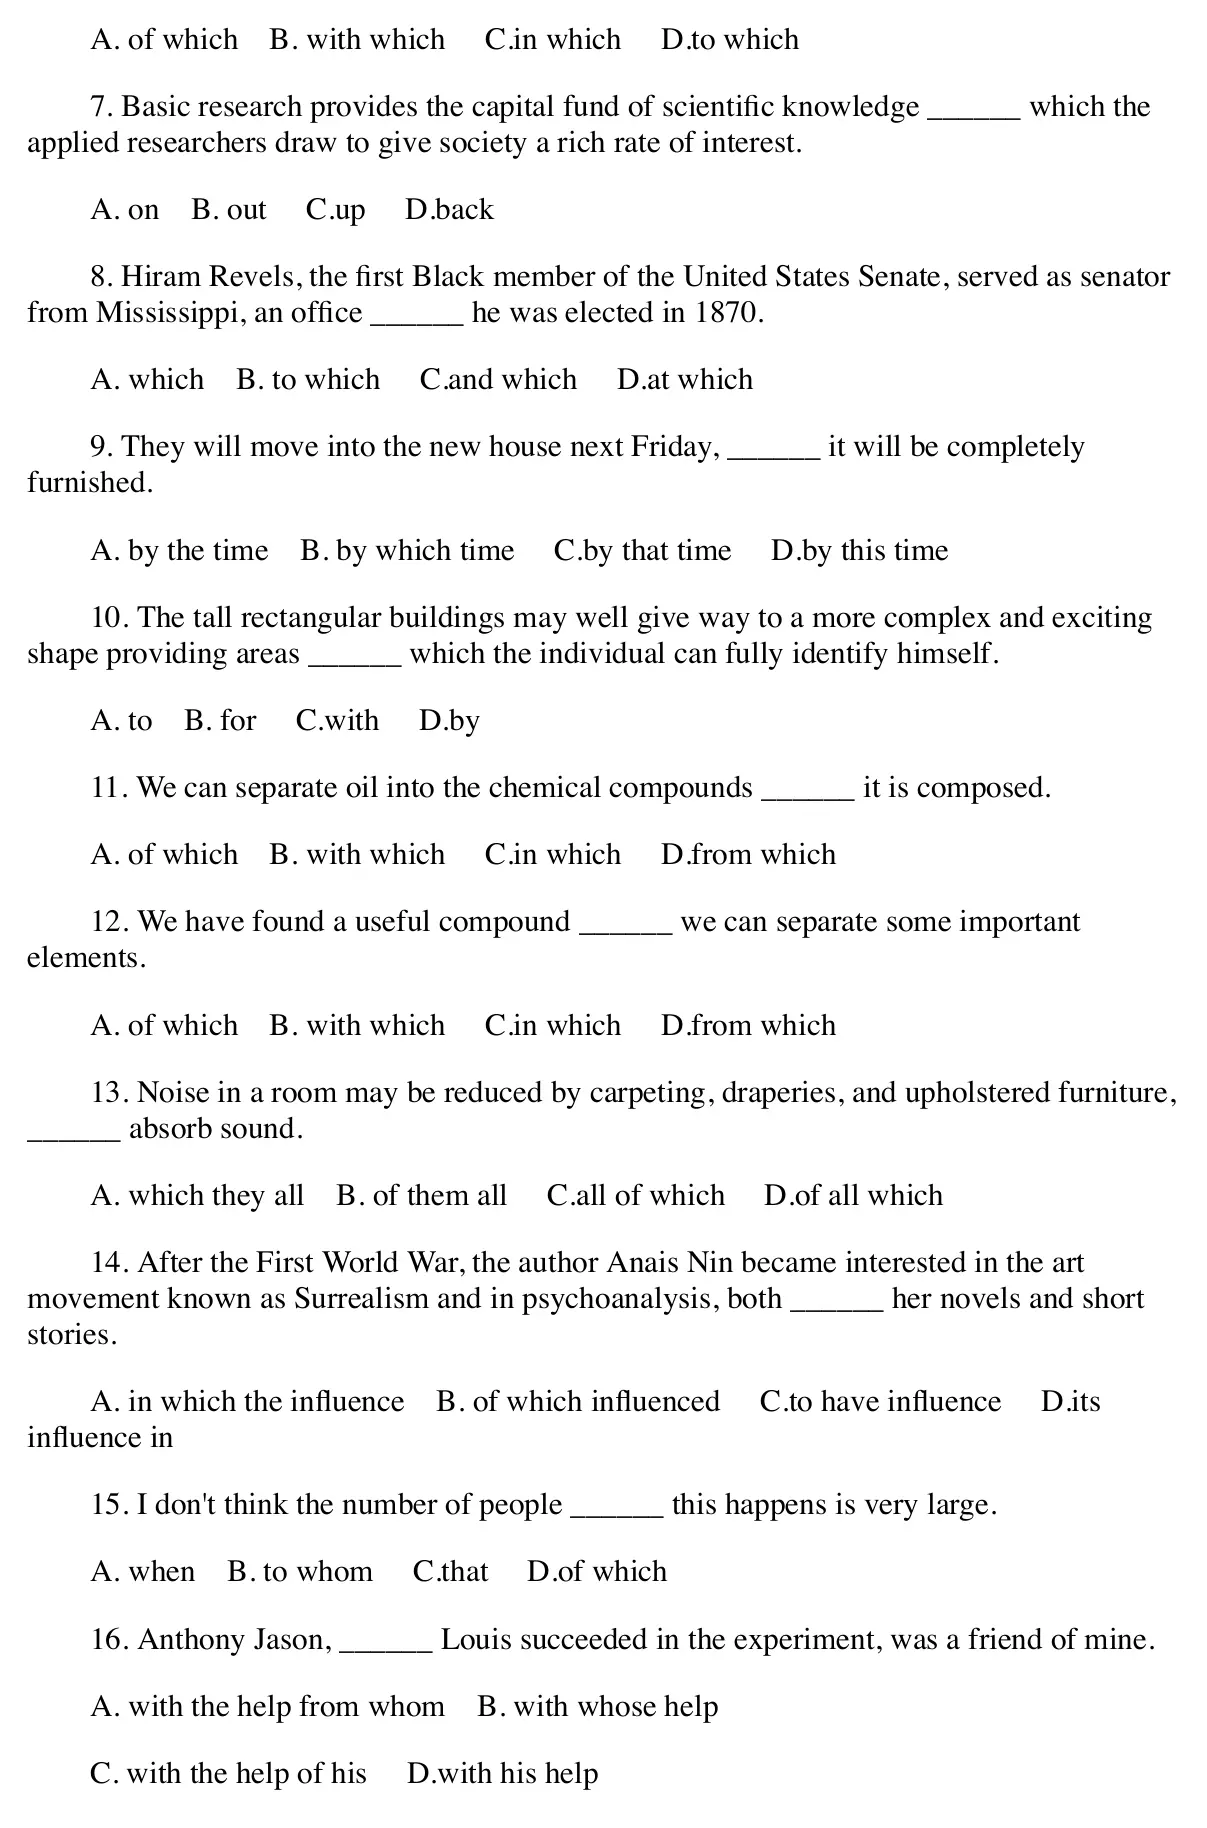 A. of which B. with which C.in which D.to which
7. Basic research provides the capital fund of scientific knowledge ______ which the
applied researchers draw to give society a rich rate of interest.
A. on B. out C.up D.back
8. Hiram Revels, the first Black member of the United States Senate, served as senator
from Mississippi, an office ______ he was elected in 1870.
A. which B. to which C.and which D.at which
9. They will move into the new house next Friday, ______ it will be completely
furnished.
A. by the time B. by which time C.by that time D.by this time
10. The tall rectangular buildings may well give way to a more complex and exciting
shape providing areas ______ which the individual can fully identify himself.
A. to B. for C.with D.by
11. We can separate oil into the chemical compounds ______ it is composed.
A. of which B. with which C.in which D.from which
12. We have found a useful compound ______ we can separate some important
elements.
A. of which B. with which C.in which D.from which
13. Noise in a room may be reduced by carpeting, draperies, and upholstered furniture,
______ absorb sound.
A. which they all B. of them all C.all of which D.of all which
14. After the First World War, the author Anais Nin became interested in the art
movement known as Surrealism and in psychoanalysis, both ______ her novels and short
stories.
A. in which the influence B. of which influenced C.to have influence D.its
influence in
15. I don't think the number of people ______ this happens is very large.
A. when B. to whom C.that D.of which
16. Anthony Jason, ______ Louis succeeded in the experiment, was a friend of mine.
A. with the help from whom B. with whose help
C. with the help of his D.with his help